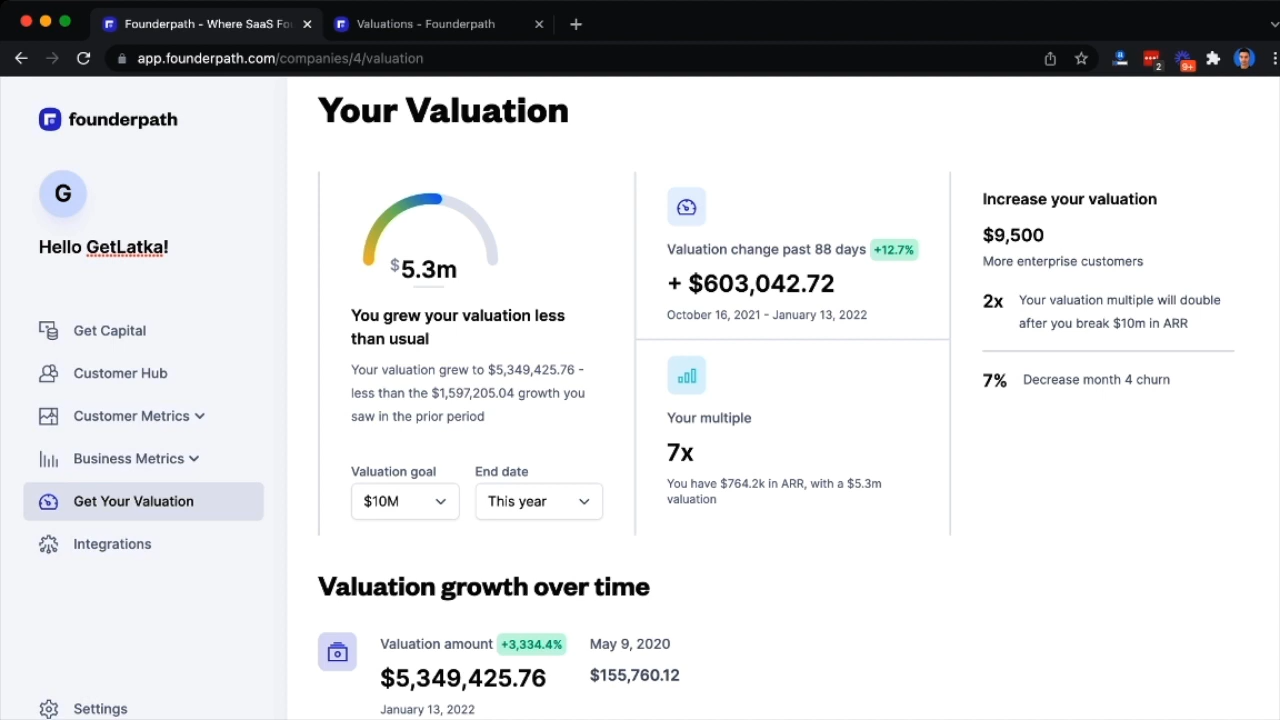 Founderpath - Where SaaS Fou
Valuations - Founderpath
app.founderpath.com/companies/4/valuation
2
9+
founderpath
G
Hello GetLatka!
Get Capital
Customer Hub
Customer Metrics
Business Metrics
Get Your Valuation
Integrations
Settings
Your Valuation
$5.3m
You grew your valuation less
than usual
Your valuation grew to $5,349,425.76 -
less than the $1,597,205.04 growth you
saw in the prior period
Valuation goal
$10M
End date
This year
Valuation change past 88 days +12.7%
+ $603,042.72
October 16, 2021 - January 13, 2022
Your multiple
7x
You have $764.2k in ARR, with a $5.3m
valuation
Increase your valuation
$9,500
More enterprise customers
2x Your valuation multiple will double
after you break $10m in ARR
7% Decrease month 4 churn
Valuation growth over time
Valuation amount +3,334.4%
$5,349,425.76
January 13, 2022
May 9, 2020
$155,760.12